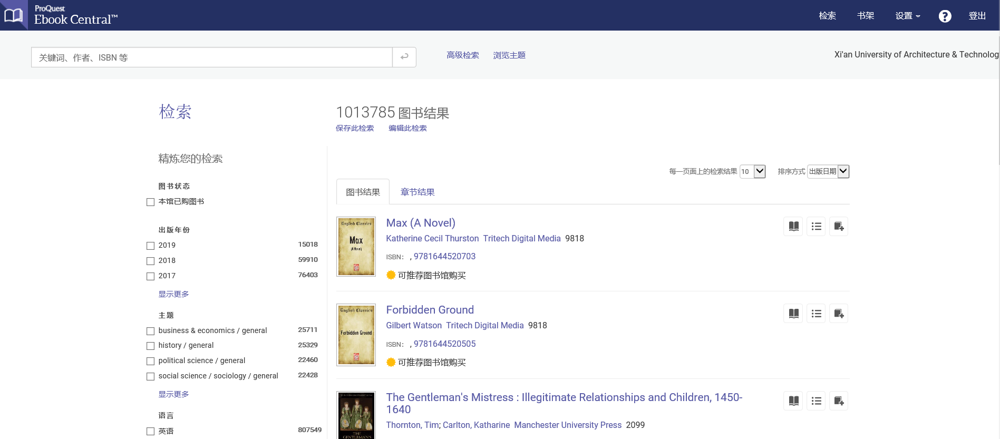 ProQuest
Ebook Central™
检索 书架 设置 ? 登出
关键词、作者、ISBN 等
高级检索 浏览主题
Xi'an University of Architecture & Technolog
检索
1013785 图书结果
保存此检索 编辑此检索
精炼您的检索
每一页面上的检索结果 10 排序方式 出版日期
图书状态
本馆已购图书
出版年份
2019 15018
2018 59910
2017 76403
显示更多
主题
business & economics / general 25711
history / general 25329
political science / general 22460
social science / sociology / general 22428
显示更多
语言
英语 807549
图书结果 章节结果
English Classics
Max
(A Novel)
Max (A Novel)
Katherine Cecil Thurston Tritech Digital Media 9818
ISBN： , 9781644520703
可推荐图书馆购买
English Classics
Forbidden Ground
Forbidden Ground
Gilbert Watson Tritech Digital Media 9818
ISBN： , 9781644520505
可推荐图书馆购买
THE
GENTLEMAN'S
The Gentleman's Mistress : Illegitimate Relationships and Children, 1450-
1640
Thornton, Tim; Carlton, Katharine Manchester University Press 2099